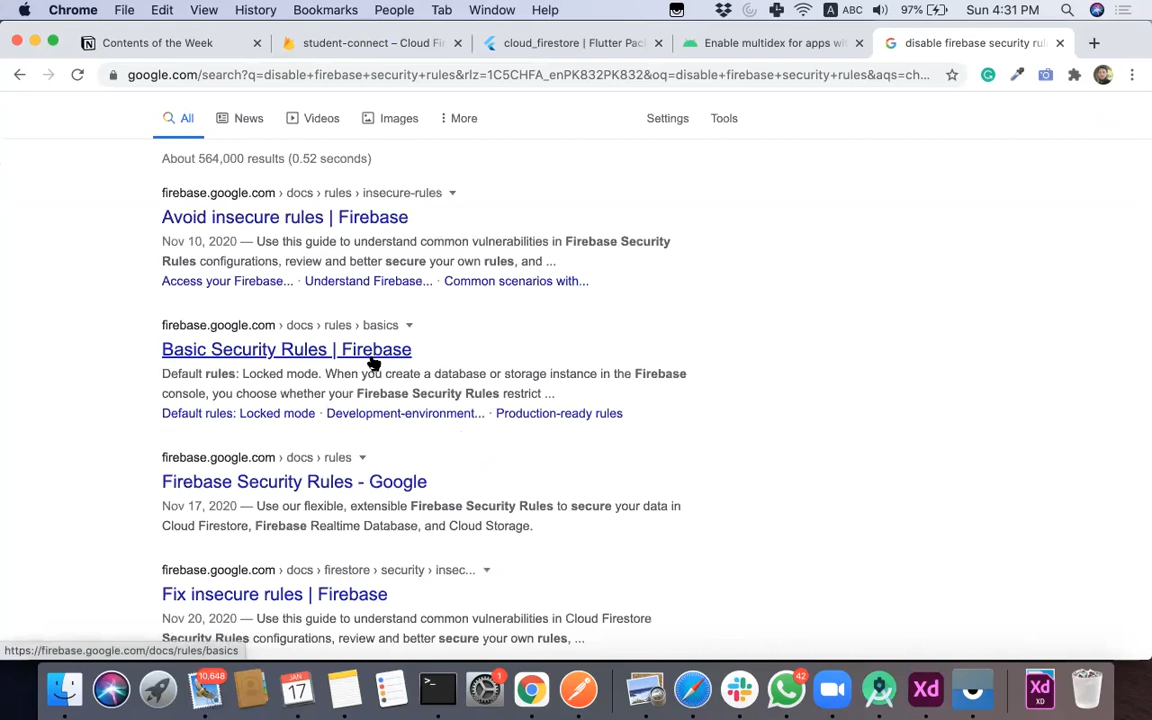 Chrome File Edit View History Bookmarks People Tab Window Help A ABC 97% Sun 4:31 PM
Contents of the Week
student-connect – Cloud Fi
cloud_firestore | Flutter Pac
Enable multidex for apps wi
disable firebase security rul
google.com/search?q=disable+firebase+security+rules&rlz=1C5CHFA_enPK832PK832&oq=disable+firebase+security+rules&aqs=ch...
All News Videos Images More Settings Tools
About 564,000 results (0.52 seconds)
firebase.google.com › docs › rules › insecure-rules
Avoid insecure rules | Firebase
Nov 10, 2020 — Use this guide to understand common vulnerabilities in Firebase Security
Rules configurations, review and better secure your own rules, and ...
Access your Firebase... · Understand Firebase... · Common scenarios with...
firebase.google.com › docs › rules › basics
Basic Security Rules | Firebase
Default rules: Locked mode. When you create a database or storage instance in the Firebase
console, you choose whether your Firebase Security Rules restrict ...
Default rules: Locked mode · Development-environment... · Production-ready rules
firebase.google.com › docs › rules
Firebase Security Rules - Google
Nov 17, 2020 — Use our flexible, extensible Firebase Security Rules to secure your data in
Cloud Firestore, Firebase Realtime Database, and Cloud Storage.
firebase.google.com › docs › firestore › security › insec...
Fix insecure rules | Firebase
Nov 20, 2020 — Use this guide to understand common vulnerabilities in Cloud Firestore
Security Rules configurations, review and better secure your own rules, ...
https://firebase.google.com/docs/rules/basics
10,648
JAN
17
1
42
Xd
Xd